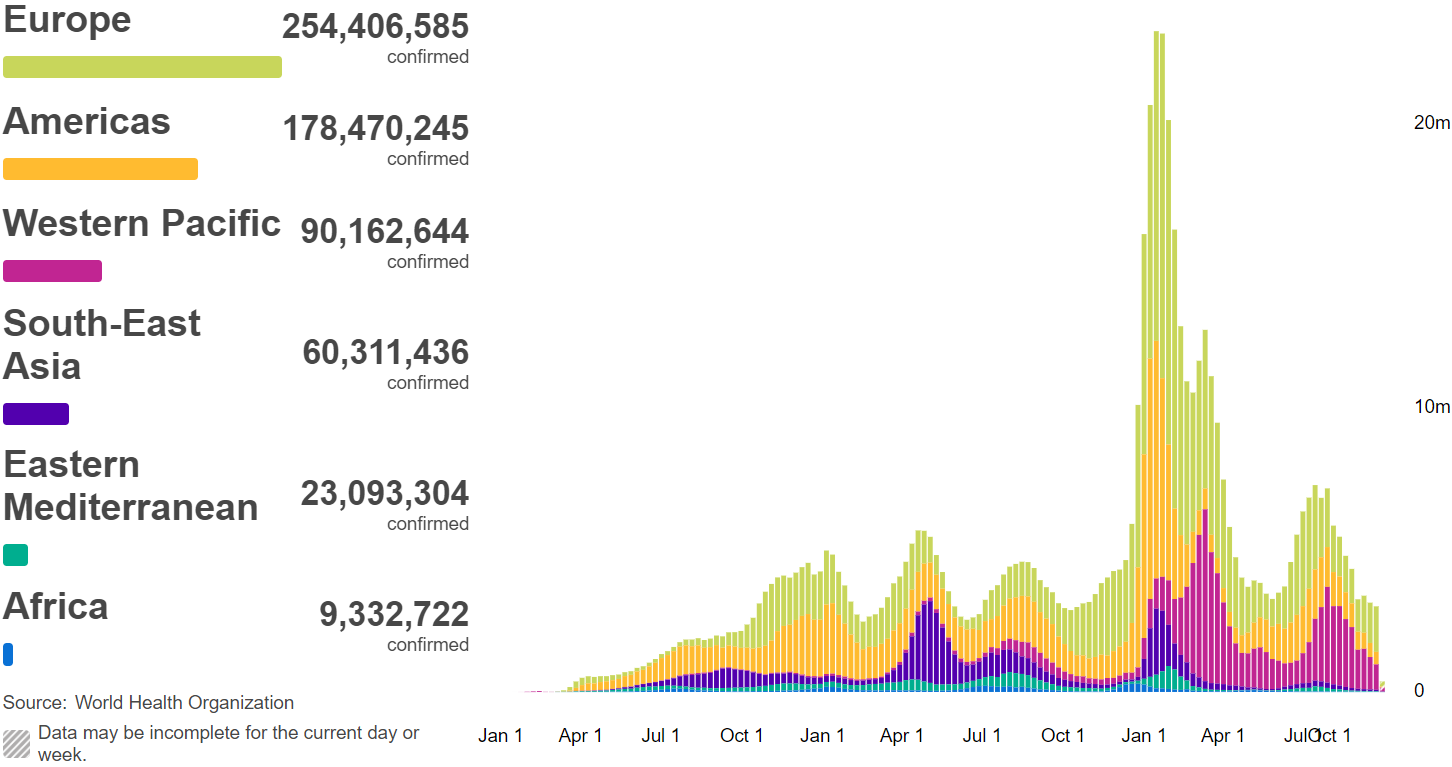 Europe
254,406,585
confirmed
Americas
178,470,245
confirmed
Western Pacific
90,162,644
confirmed
South-East
Asia
60,311,436
confirmed
Eastern
Mediterranean
23,093,304
confirmed
Africa
9,332,722
confirmed
Source: World Health Organization
Data may be incomplete for the current day or
week.
20m
10m
0
Jan 1 Apr 1 Jul 1 Oct 1 Jan 1 Apr 1 Jul 1 Oct 1 Jan 1 Apr 1 Jul 1 Oct 1